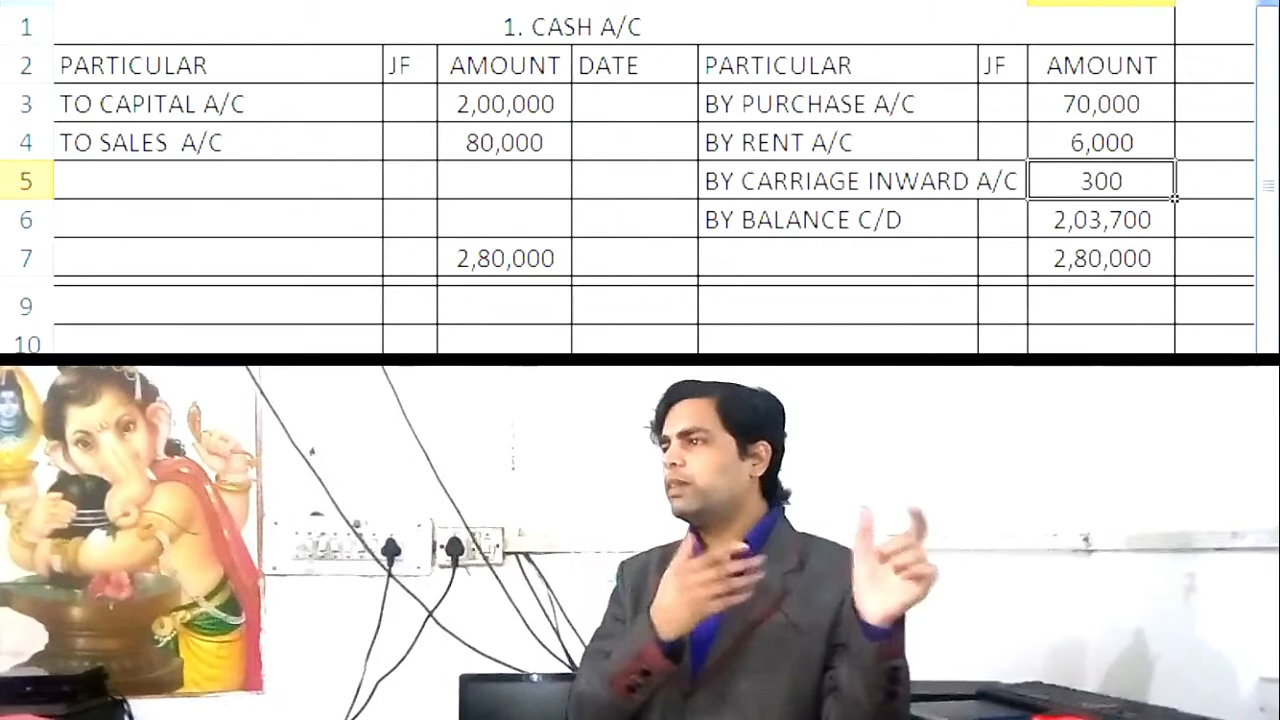 1 1. CASH A/C
2 PARTICULAR JF AMOUNT DATE PARTICULAR JF AMOUNT
3 TO CAPITAL A/C 2,00,000 BY PURCHASE A/C 70,000
4 TO SALES A/C 80,000 BY RENT A/C 6,000
5 BY CARRIAGE INWARD A/C 300
6 BY BALANCE C/D 2,03,700
7 2,80,000 2,80,000
9
10